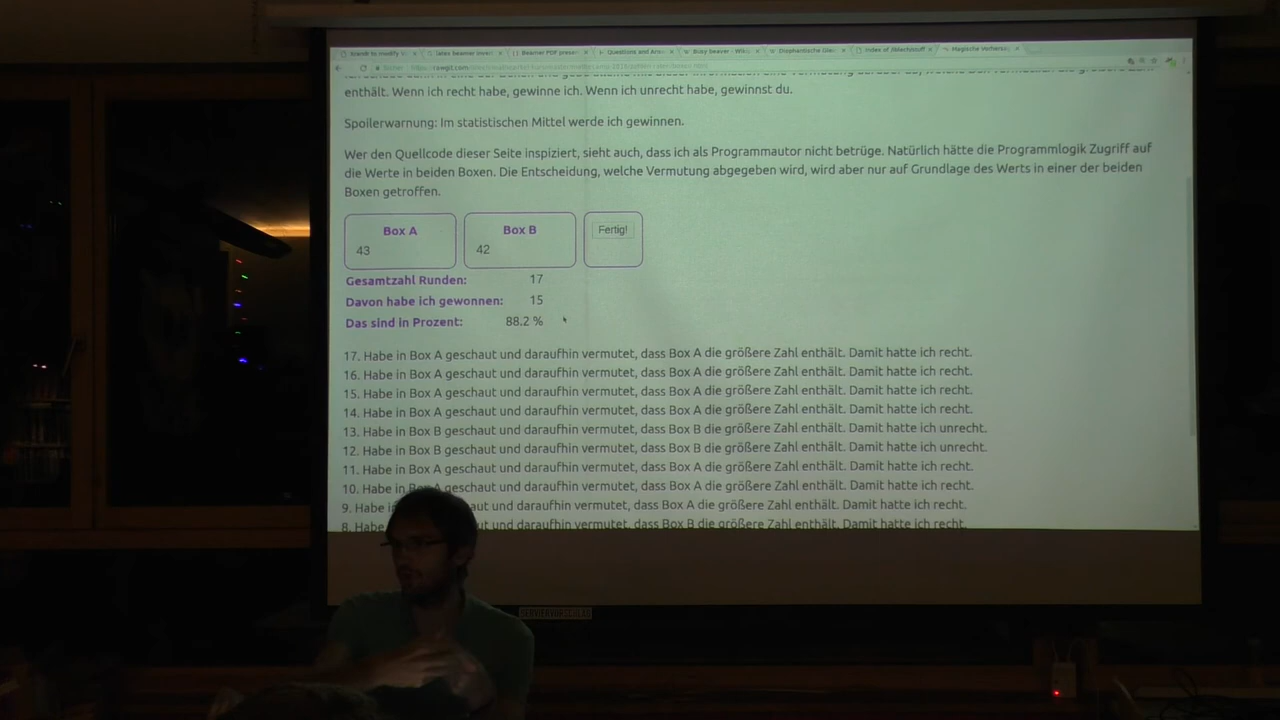 Busy beaver - Wiki
Index of
enthält. Wenn ich recht habe, gewinne ich. Wenn ich unrecht habe, gewinnst du.
Spoilerwarnung: Im statistischen Mittel werde ich gewinnen.
Wer den Quellcode dieser Seite inspiziert, sieht auch, dass ich als Programmautor nicht betrüge. Natürlich hätte die Programmlogik Zugriff auf
die Werte in beiden Boxen. Die Entscheidung, welche Vermutung abgegeben wird, wird aber nur auf Grundlage des Werts in einer der beiden
Boxen getroffen.
Box A Box B Fertig!
43 42
Gesamtzahl Runden: 17
Davon habe ich gewonnen: 15
Das sind in Prozent: 88.2 %
17. Habe in Box A geschaut und daraufhin vermutet, dass Box A die größere Zahl enthält. Damit hatte ich recht.
16. Habe in Box A geschaut und daraufhin vermutet, dass Box A die größere Zahl enthält. Damit hatte ich recht.
15. Habe in Box A geschaut und daraufhin vermutet, dass Box A die größere Zahl enthält. Damit hatte ich recht.
14. Habe in Box A geschaut und daraufhin vermutet, dass Box A die größere Zahl enthält. Damit hatte ich recht.
13. Habe in Box B geschaut und daraufhin vermutet, dass Box B die größere Zahl enthält. Damit hatte ich unrecht.
12. Habe in Box B geschaut und daraufhin vermutet, dass Box B die größere Zahl enthält. Damit hatte ich unrecht.
11. Habe in Box A geschaut und daraufhin vermutet, dass Box A die größere Zahl enthält. Damit hatte ich recht.
10. Habe in Box A geschaut und daraufhin vermutet, dass Box A die größere Zahl enthält. Damit hatte ich recht.
9. Habe und daraufhin vermutet, dass Box A die größere Zahl enthält. Damit hatte ich recht.
8. Habe und daraufhin vermutet, dass Box B die größere Zahl enthält. Damit hatte ich recht.